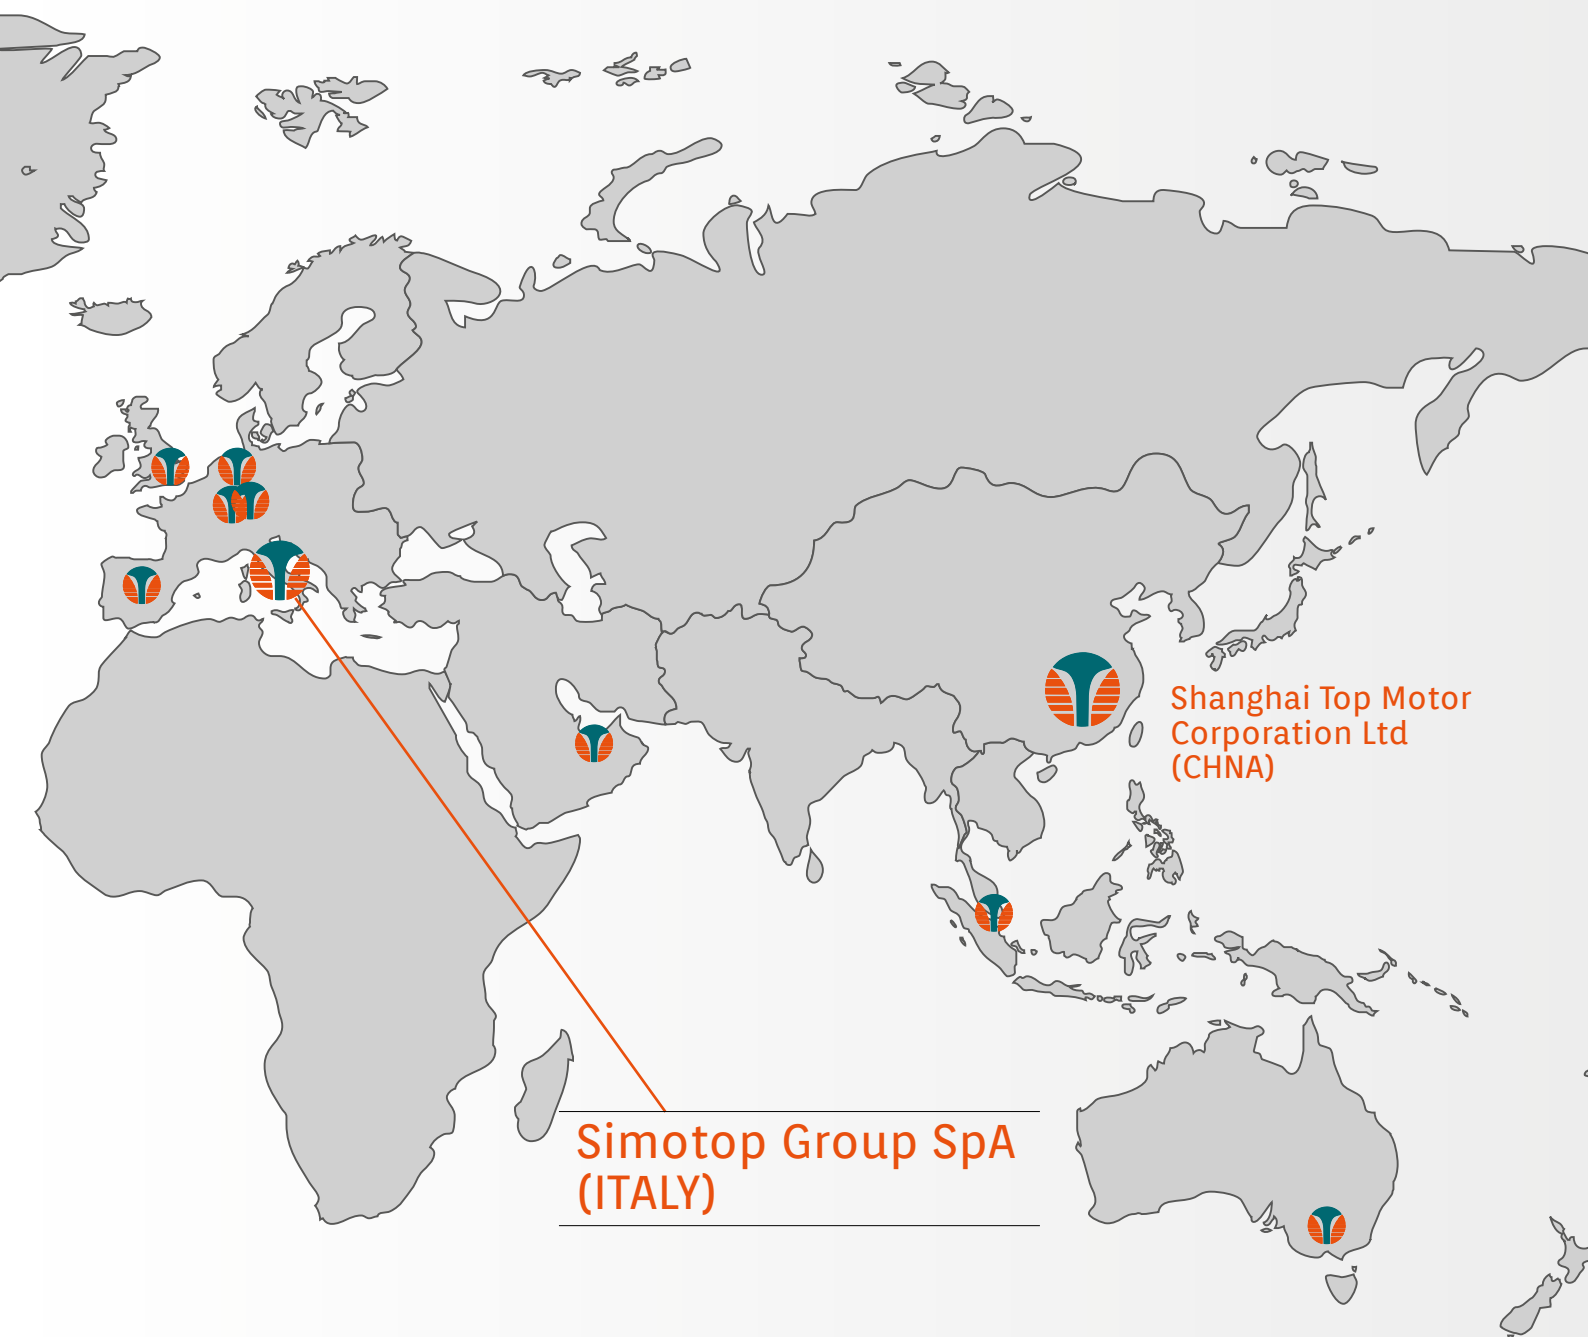 Shanghai Top Motor
Corporation Ltd
(CHNA)
Simotop Group SpA
(ITALY)